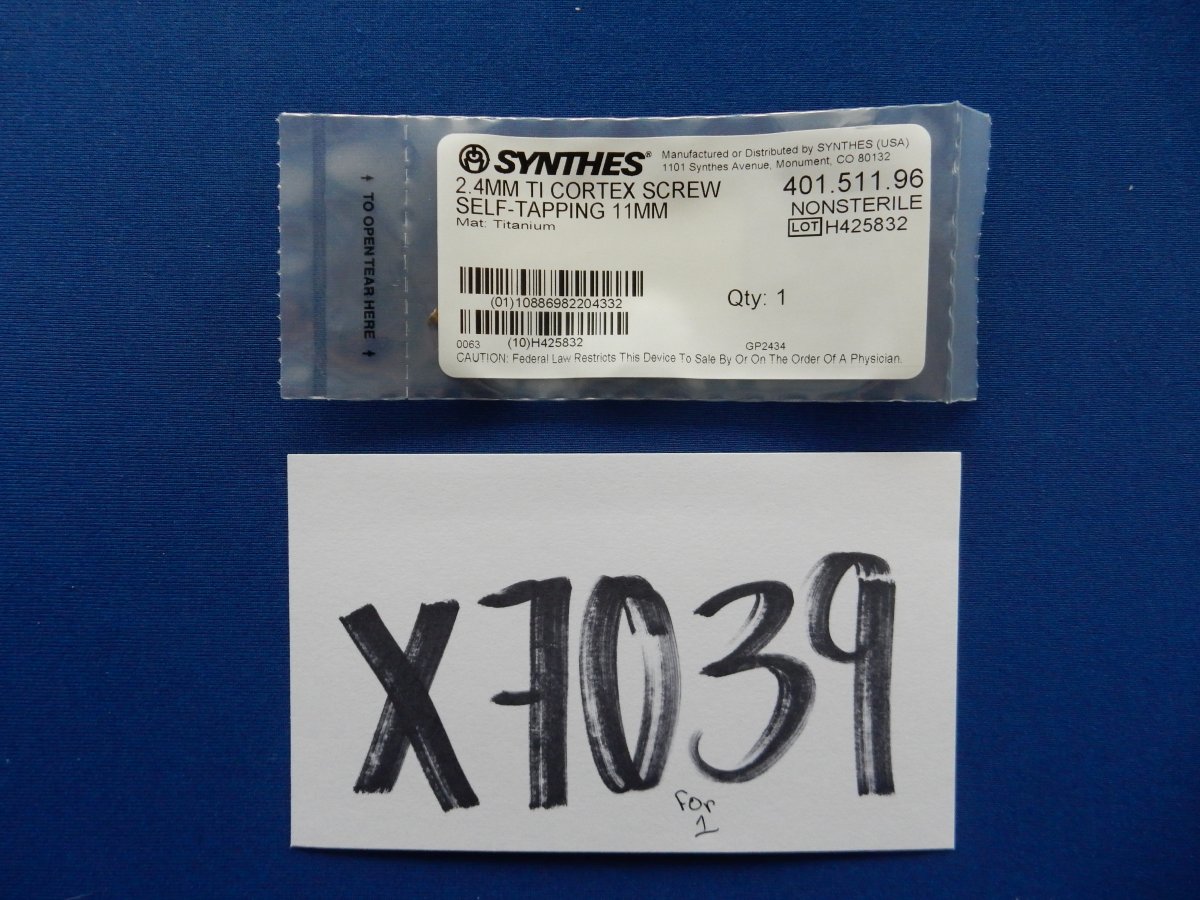 SYNTHES®
Manufactured or Distributed by SYNTHES (USA)
1101 Synthes Avenue, Monument, CO 80132
2.4MM TI CORTEX SCREW
SELF-TAPPING 11MM
Mat: Titanium
401.511.96
NONSTERILE
LOT H425832
(01)10886982204332
Qty: 1
0063
(10)H425832
GP2434
CAUTION: Federal Law Restricts This Device To Sale By Or On The Order Of A Physician.
TO OPEN TEAR HERE
X7039
For
1